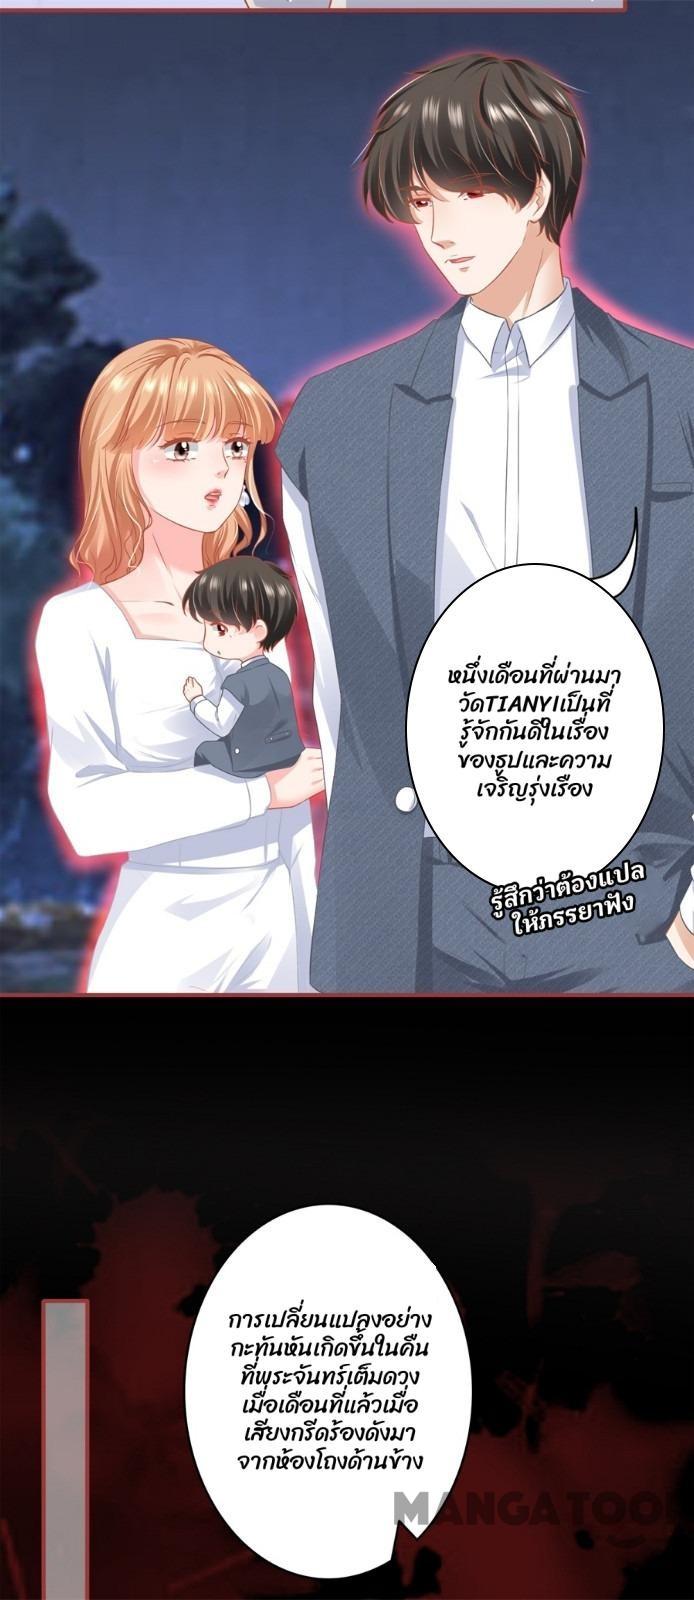 หนึ่งเดือนที่ผ่านมา
วัดTIANYIเป็นที่
รู้จักกันดีในเรื่อง
ของธูปและความ
เจริญรุ่งเรือง
รู้สึกว่าต้องแปล
ให้ภรรยาฟัง
การเปลี่ยนแปลงอย่าง
กะทันหันเกิดขึ้นในคืน
ที่พระจันทร์เต็มดวง
เมื่อเดือนที่แล้วเมื่อ
เสียงกรีดร้องดังมา
จากห้องโถงด้านข้าง
MANGATOON